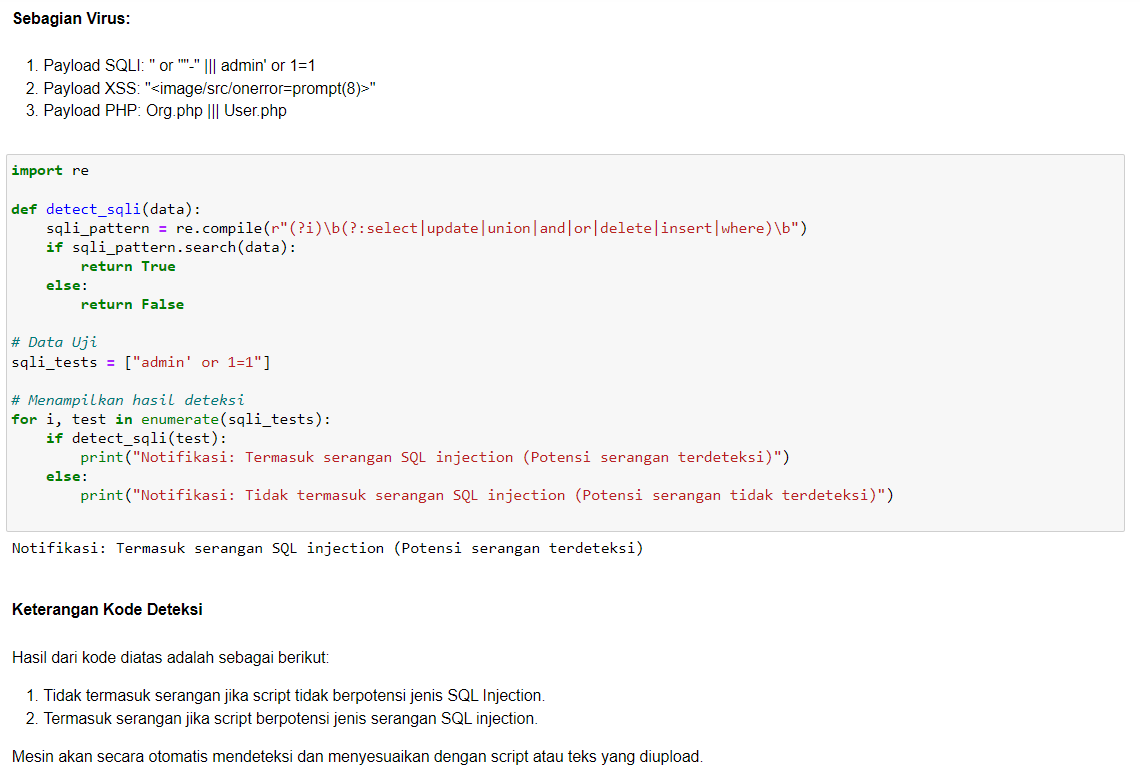 Sebagian Virus:
1. Payload SQLI: " or ""-" ||| admin' or 1=1
2. Payload XSS: "<image/src/onerror=prompt(8)>"
3. Payload PHP: Org.php ||| User.php
import re
def detect_sqli(data):
    sqli_pattern = re.compile(r"(?i)\b(?:select|update|union|and|or|delete|insert|where)\b")
    if sqli_pattern.search(data):
        return True
    else:
        return False
# Data Uji
sqli_tests = ["admin' or 1=1"]
# Menampilkan hasil deteksi
for i, test in enumerate(sqli_tests):
    if detect_sqli(test):
        print("Notifikasi: Termasuk serangan SQL injection (Potensi serangan terdeteksi)")
    else:
        print("Notifikasi: Tidak termasuk serangan SQL injection (Potensi serangan tidak terdeteksi)")
Notifikasi: Termasuk serangan SQL injection (Potensi serangan terdeteksi)
Keterangan Kode Deteksi
Hasil dari kode diatas adalah sebagai berikut:
1. Tidak termasuk serangan jika script tidak berpotensi jenis SQL Injection.
2. Termasuk serangan jika script berpotensi jenis serangan SQL injection.
Mesin akan secara otomatis mendeteksi dan menyesuaikan dengan script atau teks yang diupload.